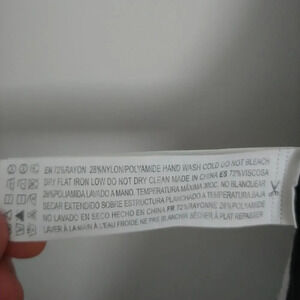 EN 72%RAYON 28%NYLON/POLYAMIDE HAND WASH COLD DO NOT BLEACH
DRY FLAT IRON LOW DO NOT DRY CLEAN MADE IN CHINA ES 72%VISCOSA
28%POLIAMIDA LAVADO A MANO. TEMPERATURA MÁXIMA 30C. NO BLANQUEAR
SECAR EXTENDIDO SOBRE ESTRUCTURA PLANCHADO A TEMPERATURA BAJA
NO LAVADO EN SECO HECHO EN CHINA FR 72%RAYONNE 28%POLYAMIDE
LAVER À LA MAIN À L'EAU FROIDE NE PAS BLANCHIR SÉCHER À PLAT REPASSER